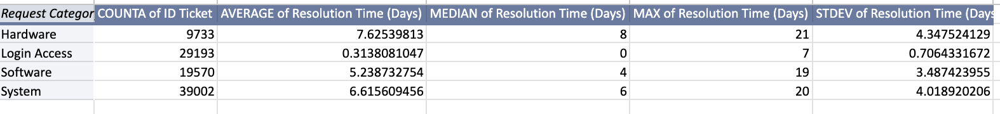 Request Categor COUNTA of ID Ticket AVERAGE of Resolution Time (Days) MEDIAN of Resolution Time (Days) MAX of Resolution Time (Days) STDEV of Resolution Time (Days
Hardware 9733 7.62539813 8 21 4.347524129
Login Access 29193 0.3138081047 0 7 0.7064331672
Software 19570 5.238732754 4 19 3.487423955
System 39002 6.615609456 6 20 4.018920206